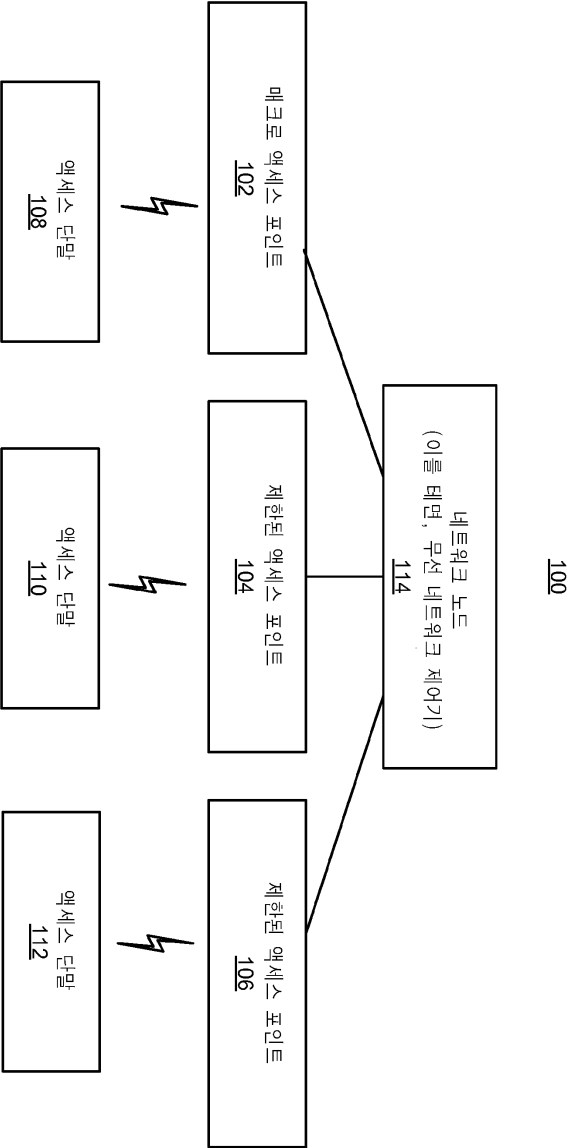 100
네트워크 노드
(이를 테면, 무선 네트워크 제어기)
114
매크로 액세스 포인트
102
제한된 액세스 포인트
104
제한된 액세스 포인트
106
액세스 단말
108
액세스 단말
110
액세스 단말
112